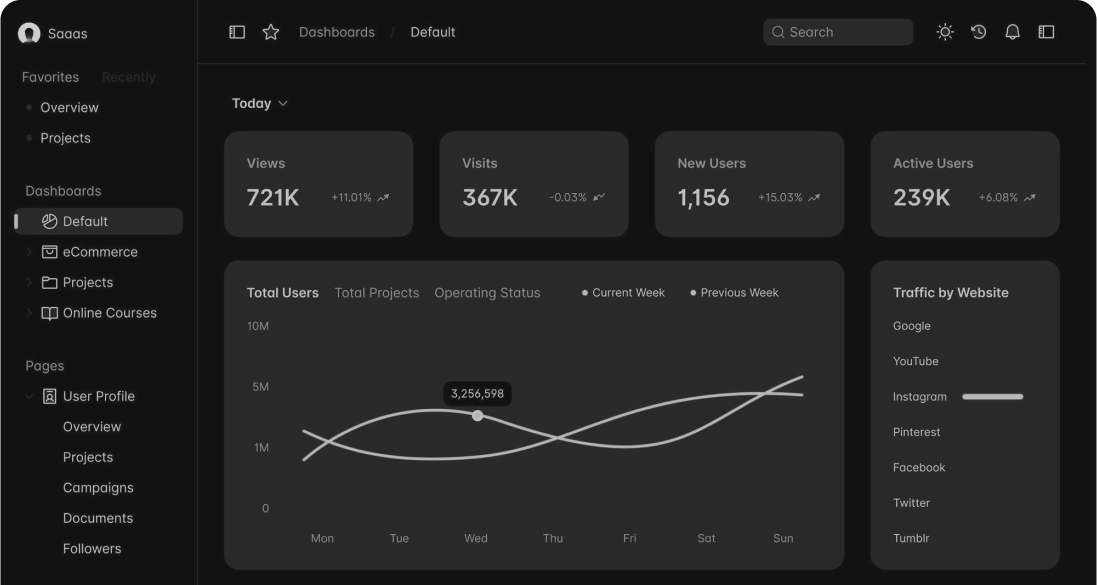 Saaas
Favorites Recently
Overview
Projects
Dashboards
Default
eCommerce
Projects
Online Courses
Pages
User Profile
Overview
Projects
Campaigns
Documents
Followers
Dashboards / Default
Search
Today
Views
721K +11.01%
Visits
367K -0.03%
New Users
1,156 +15.03%
Active Users
239K +6.08%
Total Users Total Projects Operating Status Current Week Previous Week
10M
5M
1M
0
3,256,598
Mon Tue Wed Thu Fri Sat Sun
Traffic by Website
Google
YouTube
Instagram
Pinterest
Facebook
Twitter
Tumblr